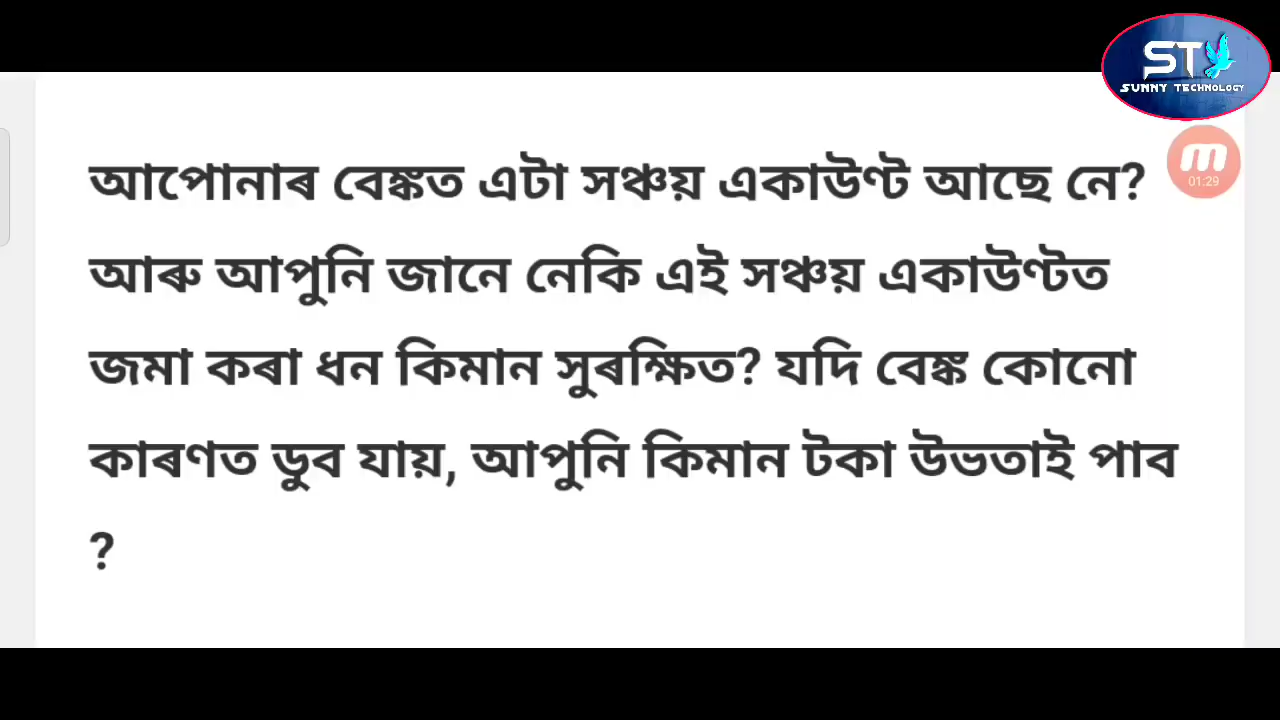 ST
SUNNY TECHNOLOGY
আপোনাৰ বেঙ্কত এটা সঞ্চয় একাউণ্ট আছে নে?
m
01:29
আৰু আপুনি জানে নেকি এই সঞ্চয় একাউণ্টত
জমা কৰা ধন কিমান সুৰক্ষিত? যদি বেঙ্ক কোনো
কাৰণত ডুব যায়, আপুনি কিমান টকা উভতাই পাব
?